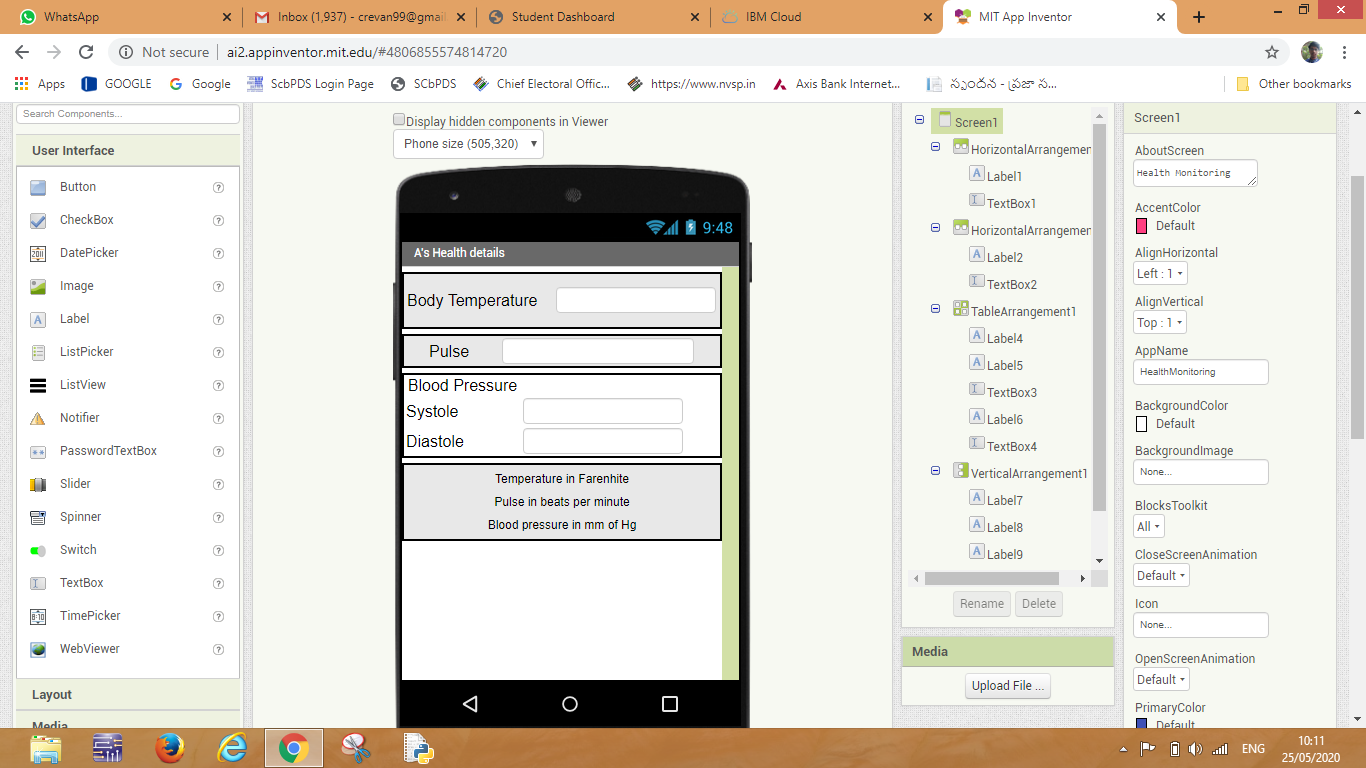 WhatsApp
Inbox (1,937) - crevan99@gmai
Student Dashboard
IBM Cloud
MIT App Inventor
Not secure | ai2.appinventor.mit.edu/#4806855574814720
Apps
GOOGLE
Google
ScbPDS Login Page
SCbPDS
Chief Electoral Offic...
https://www.nvsp.in
Axis Bank Internet...
స్పందన - ప్రజా స...
Other bookmarks
Search Components...
User Interface
Button ?
CheckBox ?
DatePicker ?
Image ?
Label ?
ListPicker ?
ListView ?
Notifier ?
PasswordTextBox ?
Slider ?
Spinner ?
Switch ?
TextBox ?
TimePicker ?
WebViewer ?
Layout
Media
Display hidden components in Viewer
Phone size (505,320)
9:48
A's Health details
Body Temperature
Pulse
Blood Pressure
Systole
Diastole
Temperature in Farenhite
Pulse in beats per minute
Blood pressure in mm of Hg
Screen1
HorizontalArrangemen
Label1
TextBox1
HorizontalArrangemen
Label2
TextBox2
TableArrangement1
Label4
Label5
TextBox3
Label6
TextBox4
VerticalArrangement1
Label7
Label8
Label9
Rename Delete
Media
Upload File ...
Screen1
AboutScreen
Health Monitoring
AccentColor
Default
AlignHorizontal
Left : 1
AlignVertical
Top : 1
AppName
HealthMonitoring
BackgroundColor
Default
BackgroundImage
None...
BlocksToolkit
All
CloseScreenAnimation
Default
Icon
None...
OpenScreenAnimation
Default
PrimaryColor
Default
ENG
10:11
25/05/2020